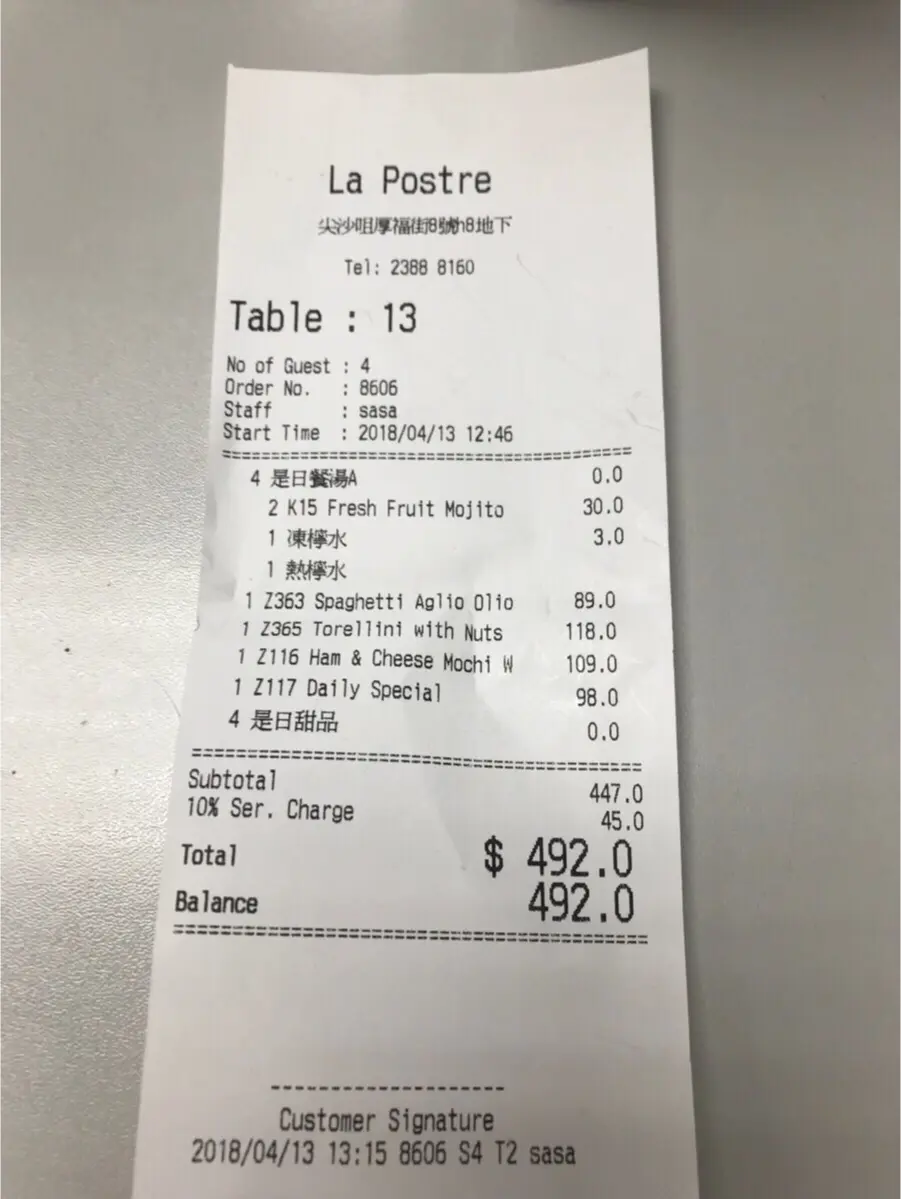 La Postre
尖沙咀厚福街8號h8地下
Tel: 2388 8160
Table : 13
No of Guest : 4
Order No. : 8606
Staff : sasa
Start Time : 2018/04/13 12:46
4 是日餐湯A 0.0
2 K15 Fresh Fruit Mojito 30.0
1 凍檸水 3.0
1 熱檸水
1 Z363 Spaghetti Aglio Olio 89.0
1 Z365 Torellini with Nuts 118.0
1 Z116 Ham & Cheese Mochi W 109.0
1 Z117 Daily Special 98.0
4 是日甜品 0.0
Subtotal 447.0
10% Ser. Charge 45.0
Total $ 492.0
Balance 492.0
Customer Signature
2018/04/13 13:15 8606 S4 T2 sasa